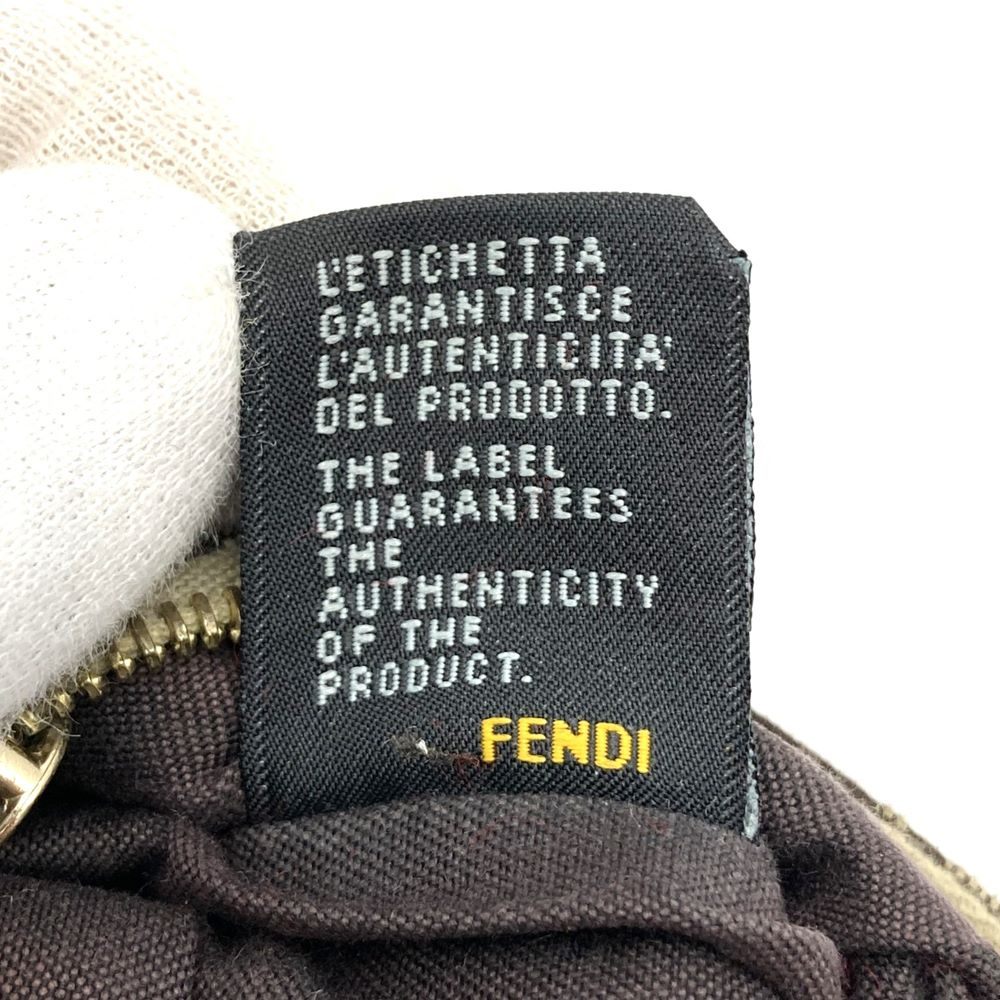 L'ETICHETTA
GARANTISCE
L'AUTENTICITA'
DEL PRODOTTO.
THE LABEL
GUARANTEES
THE
AUTHENTICITY
OF THE
PRODUCT.
FENDI